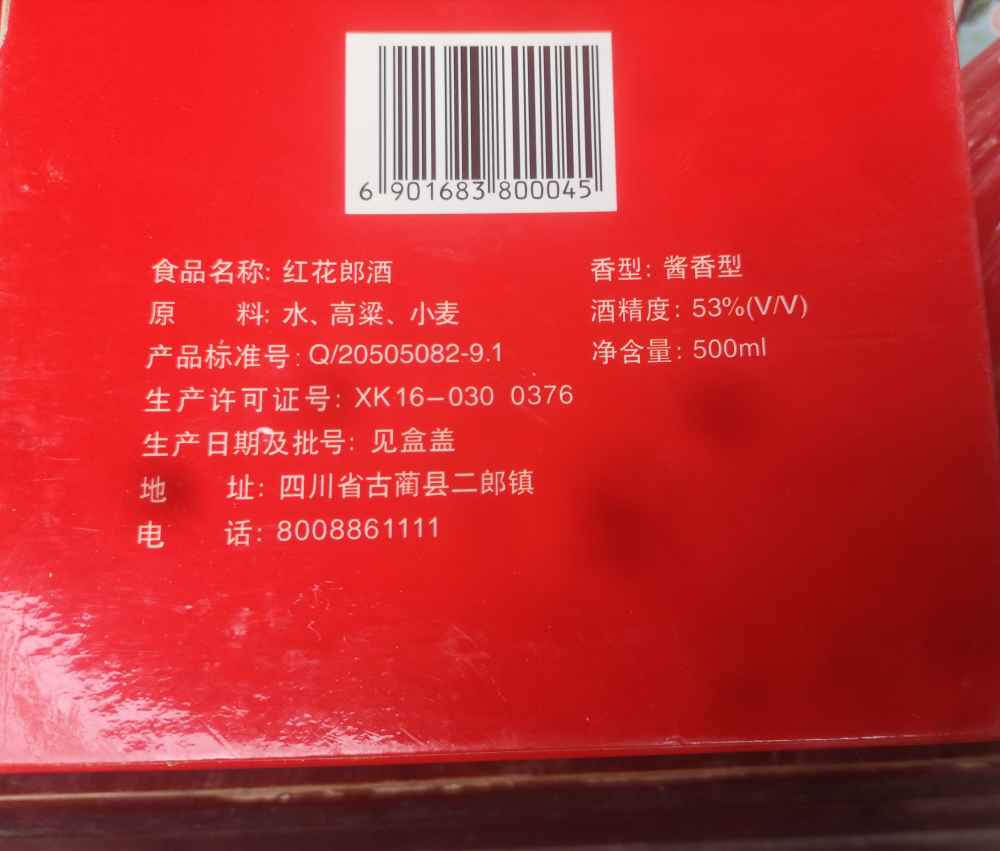 6 901683 800045
食品名称: 红花郎酒 香型: 酱香型
原 料: 水、高粱、小麦 酒精度: 53%(V/V)
产品标准号: Q/20505082-9.1 净含量: 500ml
生产许可证号: XK16-030 0376
生产日期及批号: 见盒盖
地 址: 四川省古蔺县二郎镇
电 话: 8008861111